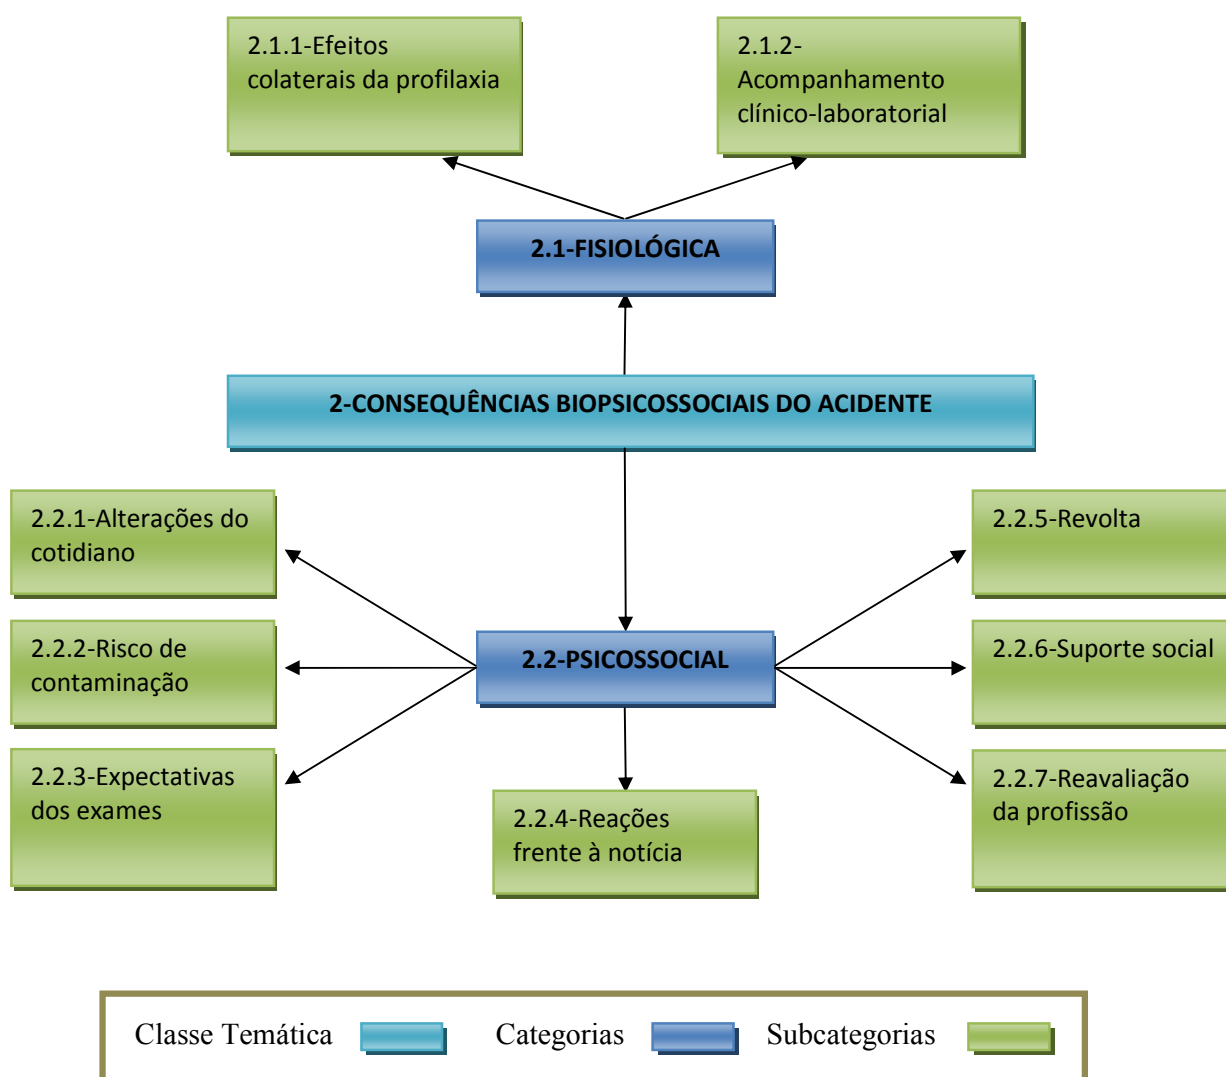 2.1.1-Efeitos
colaterais da profilaxia
2.1.2-
Acompanhamento
clínico-laboratorial
2.1-FISIOLÓGICA
2-CONSEQUÊNCIAS BIOPSICOSSOCIAIS DO ACIDENTE
2.2.1-Alterações do
cotidiano
2.2.2-Risco de
contaminação
2.2.3-Expectativas
dos exames
2.2-PSICOSSOCIAL
2.2.4-Reações
frente à notícia
2.2.5-Revolta
2.2.6-Suporte social
2.2.7-Reavaliação
da profissão
Classe Temática
Categorias
Subcategorias